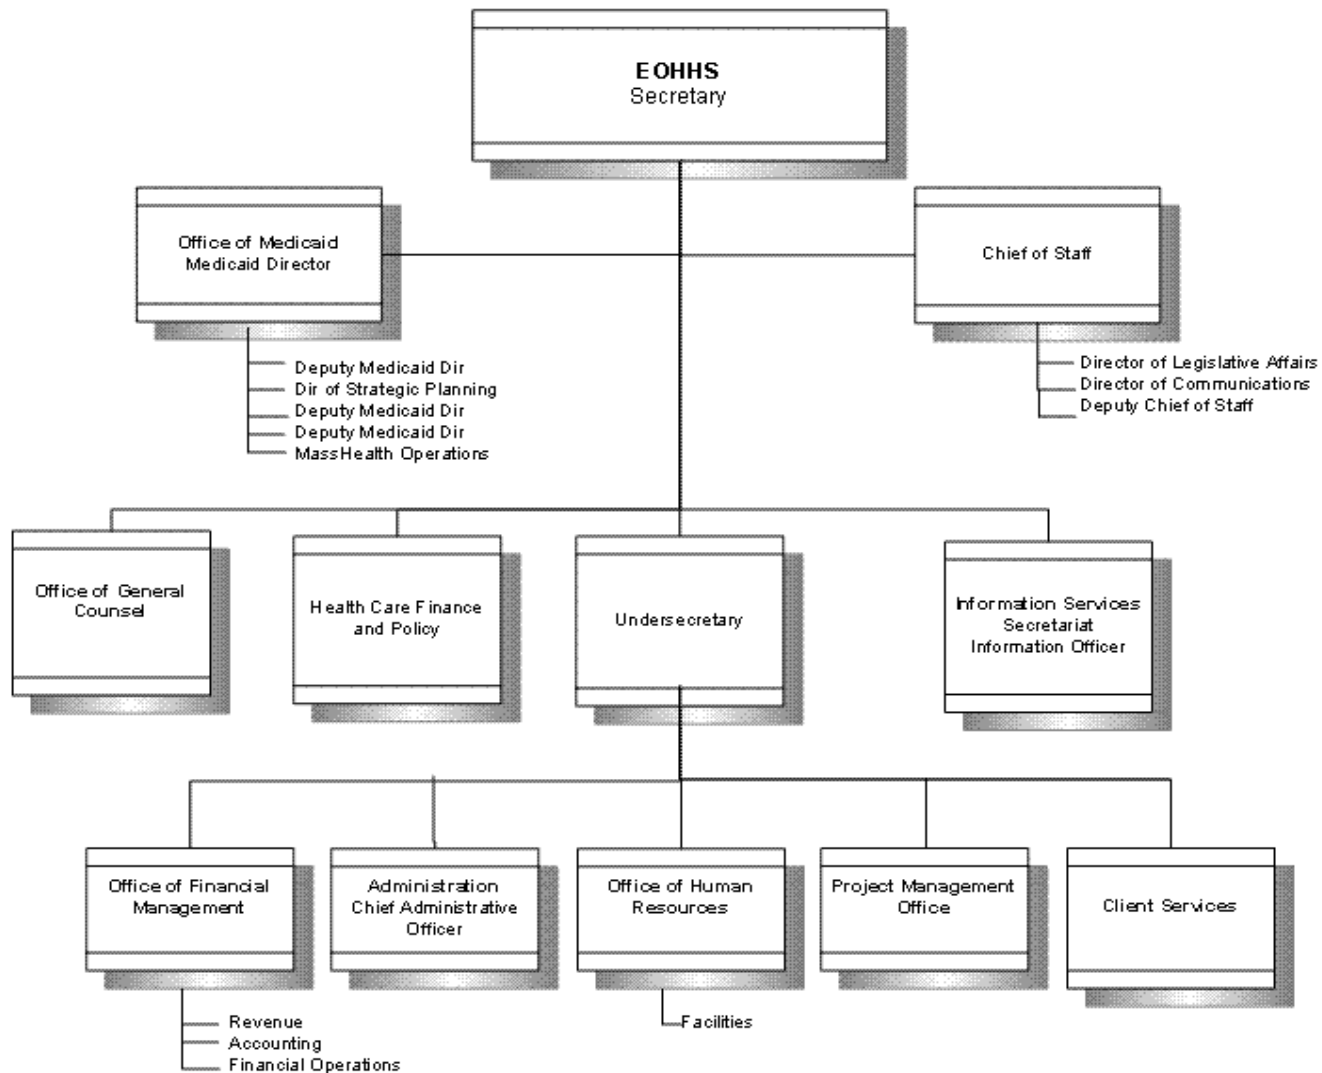 EOHHS
Secretary
Office of Medicaid
Medicaid Director
Chief of Staff
Deputy Medicaid Dir
Dir of Strategic Planning
Deputy Medicaid Dir
Deputy Medicaid Dir
MassHealth Operations
Director of Legislative Affairs
Director of Communications
Deputy Chief of Staff
Office of General
Counsel
Health Care Finance
and Policy
Undersecretary
Information Services
Secretariat
Information Officer
Office of Financial
Management
Administration
Chief Administrative
Officer
Office of Human
Resources
Project Management
Office
Client Services
Revenue
Accounting
Financial Operations
Facilities